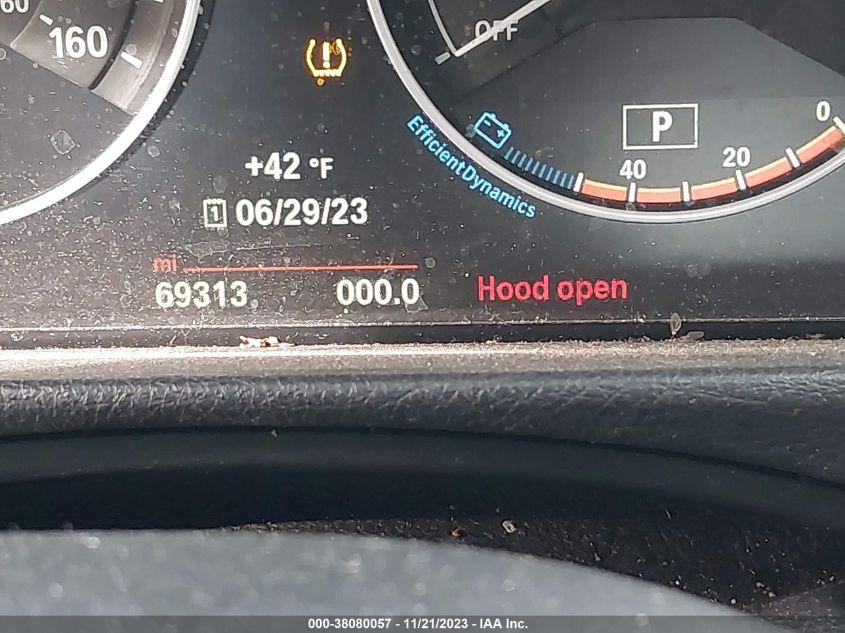 160
OFF
P
+42 °F
1 06/29/23
EfficientDynamics
40 20 0
mi
69313 000.0 Hood open
000-38080057 - 11/21/2023 - IAA Inc.